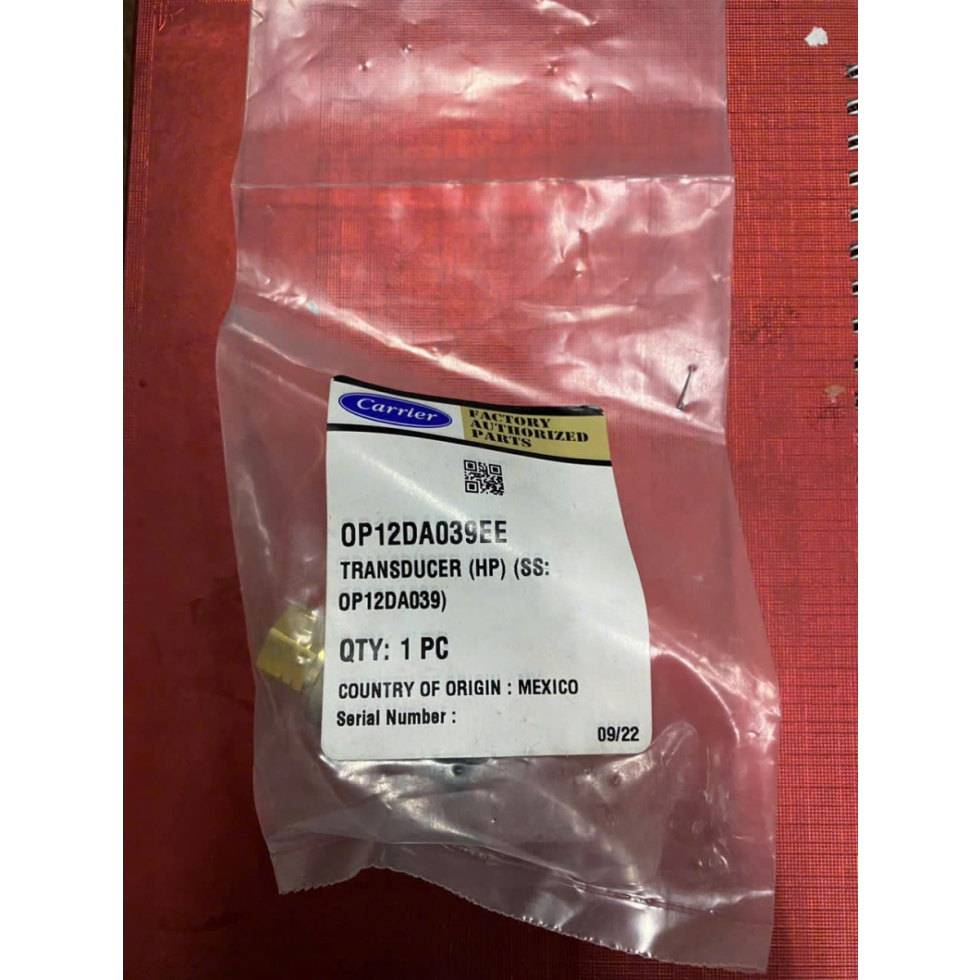 Carrier
FACTORY
AUTHORIZED
PARTS
OP12DA039EE
TRANSDUCER (HP) (SS:
OP12DA039)
QTY: 1 PC
COUNTRY OF ORIGIN : MEXICO
Serial Number :
09/22